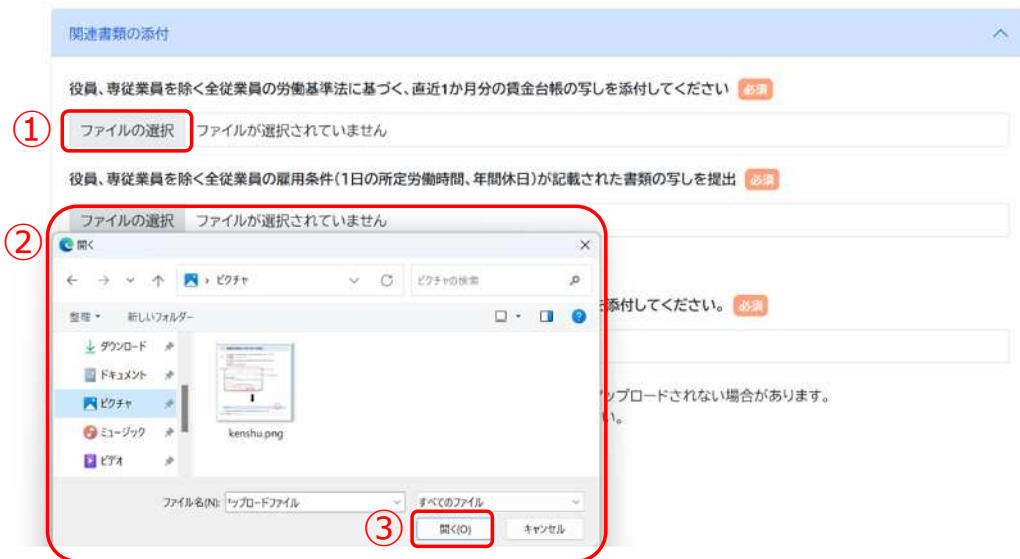 関連書類の添付
役員、専従業員を除く全従業員の労働基準法に基づく、直近1か月分の賃金台帳の写しを添付してください 必須
① ファイルの選択 ファイルが選択されていません
役員、専従業員を除く全従業員の雇用条件(1日の所定労働時間、年間休日)が記載された書類の写しを提出 必須
ファイルの選択 ファイルが選択されていません
②
開く
ピクチャ ピクチャの検索
を添付してください。 必須
整理 新しいフォルダー
ダウンロード
ドキュメント
ピクチャ
ミュージック
ビデオ
kenshu.png
アップロードされない場合があります。
い。
ファイル名(N): ップロードファイル すべてのファイル
③ 開く(O) キャンセル